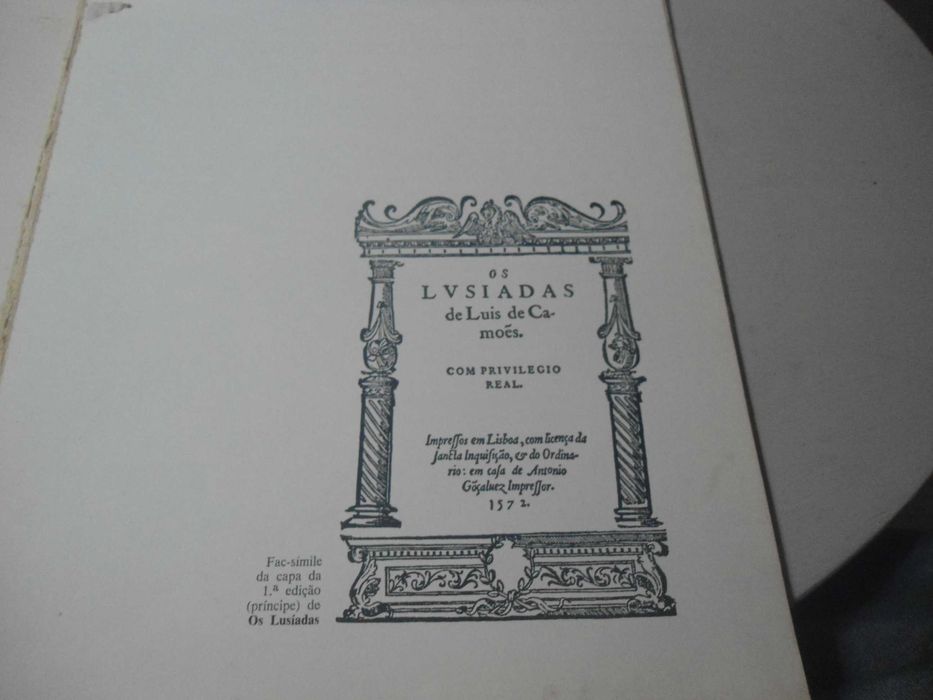 OS
LVSIADAS
de Luis de Ca-
moẽs.
COM PRIVILEGIO
REAL.
Impreſſos em Lisboa, com licença da
ſancta Inquiſição, & do Ordina-
rio: em caſa de Antonio
Gõçaluez Impreſſor.
1572.
Fac-símile
da capa da
1.ª edição
(príncipe) de
Os Lusíadas